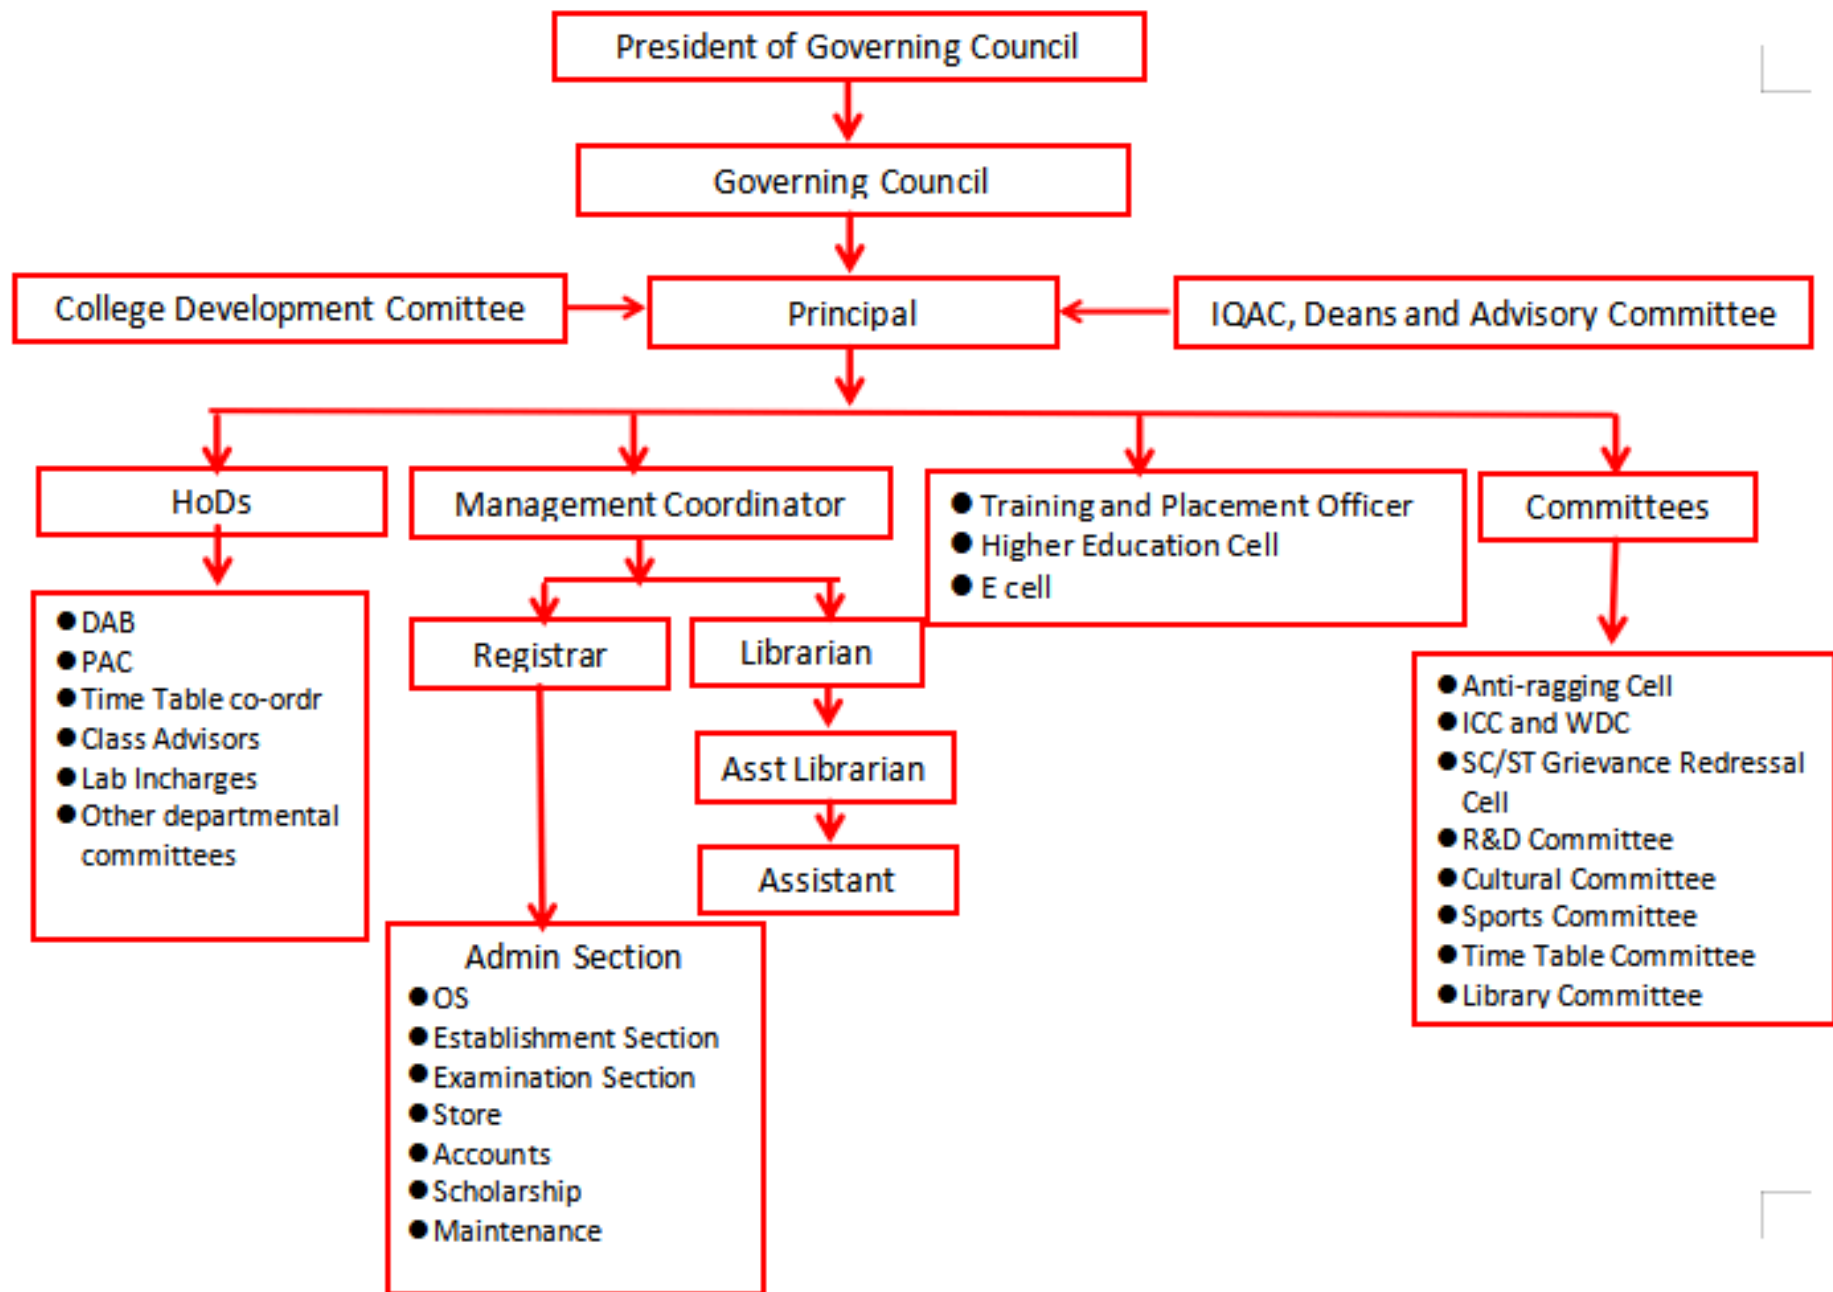 President of Governing Council
Governing Council
College Development Comittee
Principal
IQAC, Deans and Advisory Committee
HoDs
Management Coordinator
● Training and Placement Officer
● Higher Education Cell
● E cell
Committees
● DAB
● PAC
● Time Table co-ordr
● Class Advisors
● Lab Incharges
● Other departmental
committees
Registrar
Librarian
Asst Librarian
Assistant
Admin Section
● OS
● Establishment Section
● Examination Section
● Store
● Accounts
● Scholarship
● Maintenance
● Anti-ragging Cell
● ICC and WDC
● SC/ST Grievance Redressal
Cell
● R&D Committee
● Cultural Committee
● Sports Committee
● Time Table Committee
● Library Committee